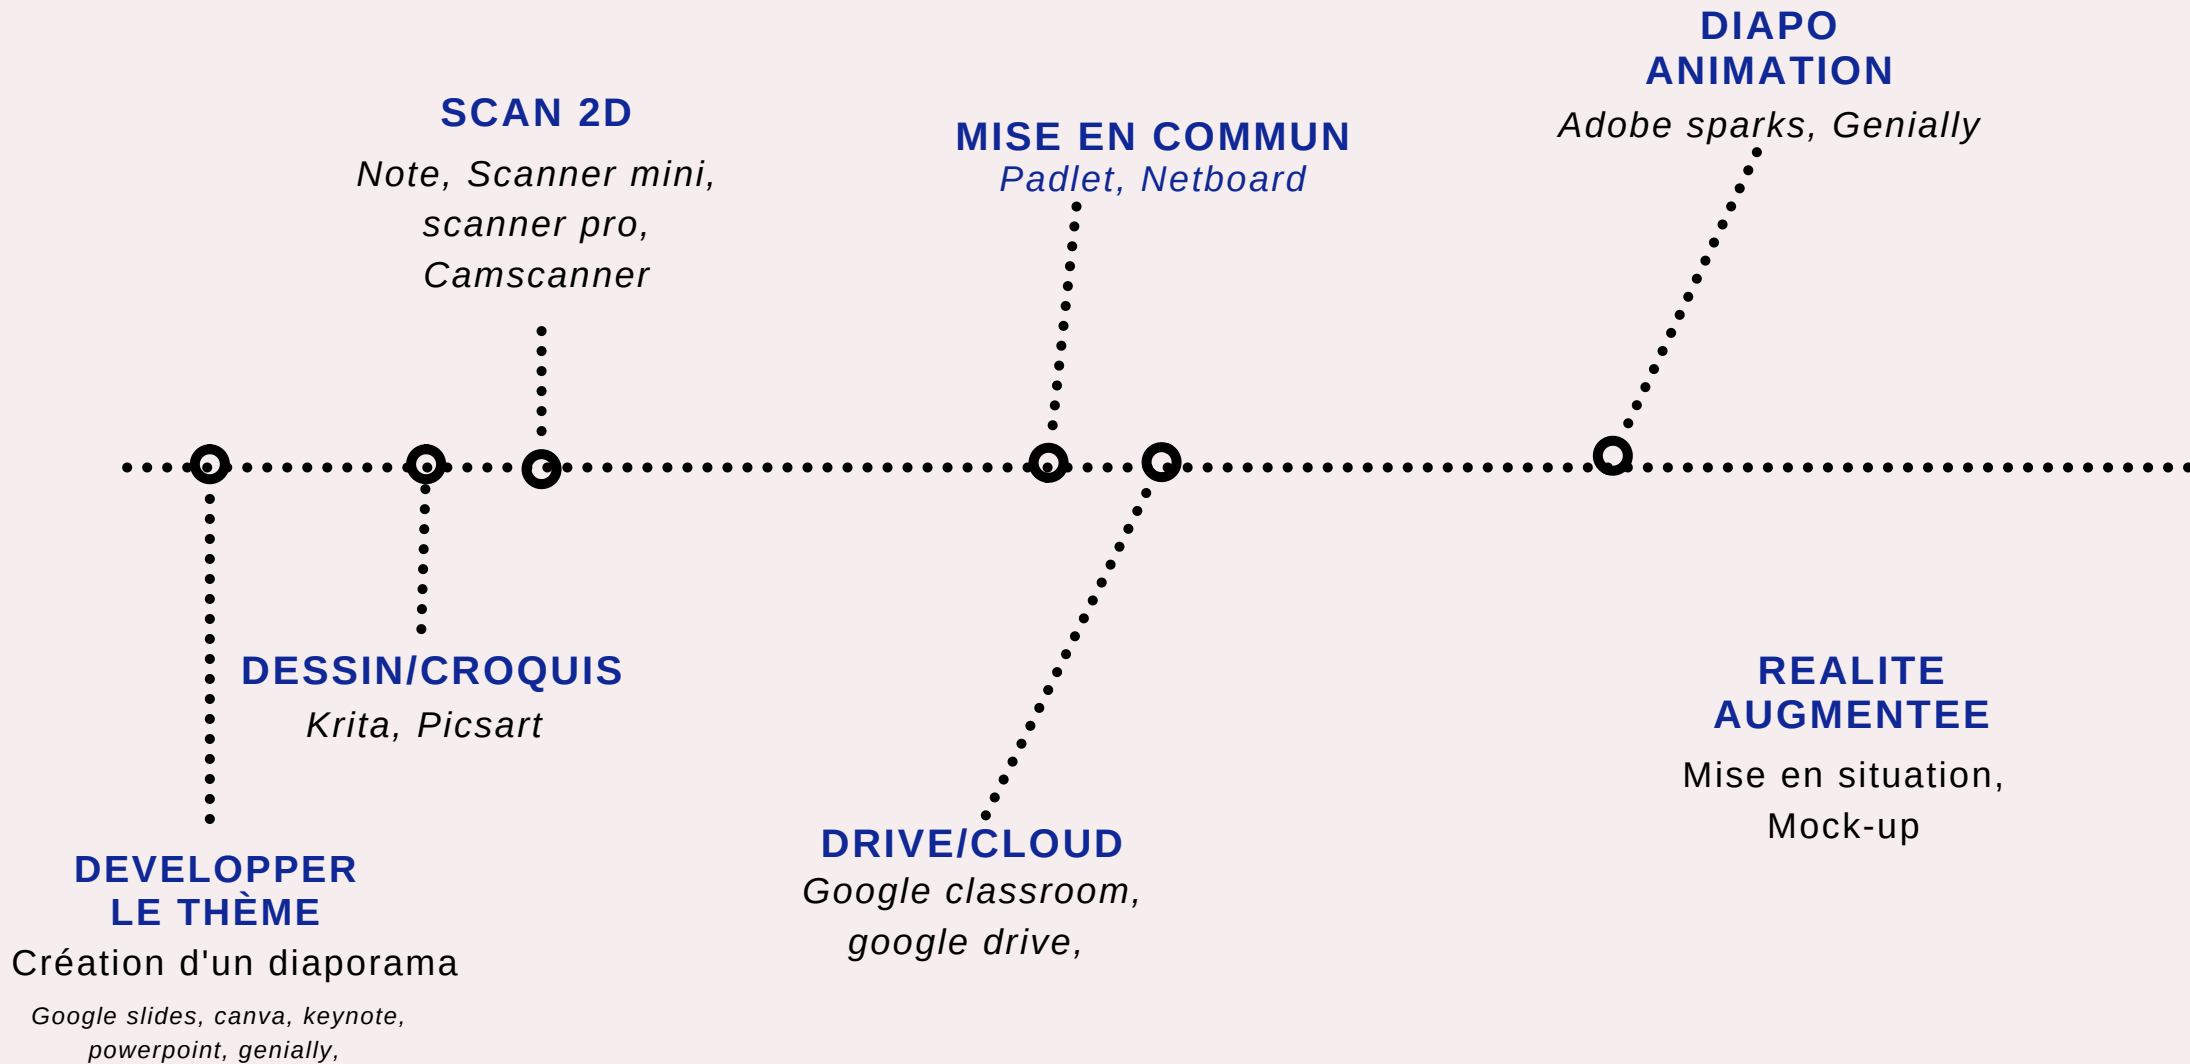 DIAPO
ANIMATION
Adobe sparks, Genially
SCAN 2D
Note, Scanner mini,
scanner pro,
Camscanner
MISE EN COMMUN
Padlet, Netboard
DESSIN/CROQUIS
Krita, Picsart
REALITE
AUGMENTEE
Mise en situation,
Mock-up
DRIVE/CLOUD
Google classroom,
google drive,
DEVELOPPER
LE THÈME
Création d'un diaporama
Google slides, canva, keynote,
powerpoint, genially,